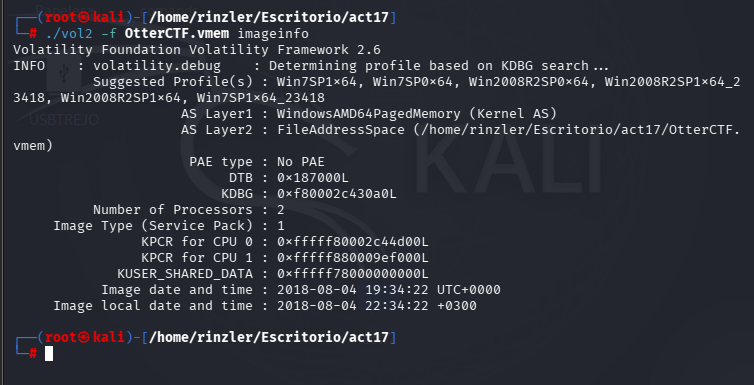 ┌──(root㉿kali)-[/home/rinzler/Escritorio/act17]
└─# ./vol2 -f OtterCTF.vmem imageinfo
Volatility Foundation Volatility Framework 2.6
INFO    : volatility.debug    : Determining profile based on KDBG search...
          Suggested Profile(s) : Win7SP1x64, Win7SP0x64, Win2008R2SP0x64, Win2008R2SP1x64_2
3418, Win2008R2SP1x64, Win7SP1x64_23418
                     AS Layer1 : WindowsAMD64PagedMemory (Kernel AS)
                     AS Layer2 : FileAddressSpace (/home/rinzler/Escritorio/act17/OtterCTF.
vmem)
                      PAE type : No PAE
                           DTB : 0x187000L
                          KDBG : 0xf80002c430a0L
          Number of Processors : 2
     Image Type (Service Pack) : 1
                KPCR for CPU 0 : 0xfffff80002c44d00L
                KPCR for CPU 1 : 0xfffff880009ef000L
             KUSER_SHARED_DATA : 0xfffff78000000000L
           Image date and time : 2018-08-04 19:34:22 UTC+0000
     Image local date and time : 2018-08-04 22:34:22 +0300
┌──(root㉿kali)-[/home/rinzler/Escritorio/act17]
└─#
USBTREJO
KALI